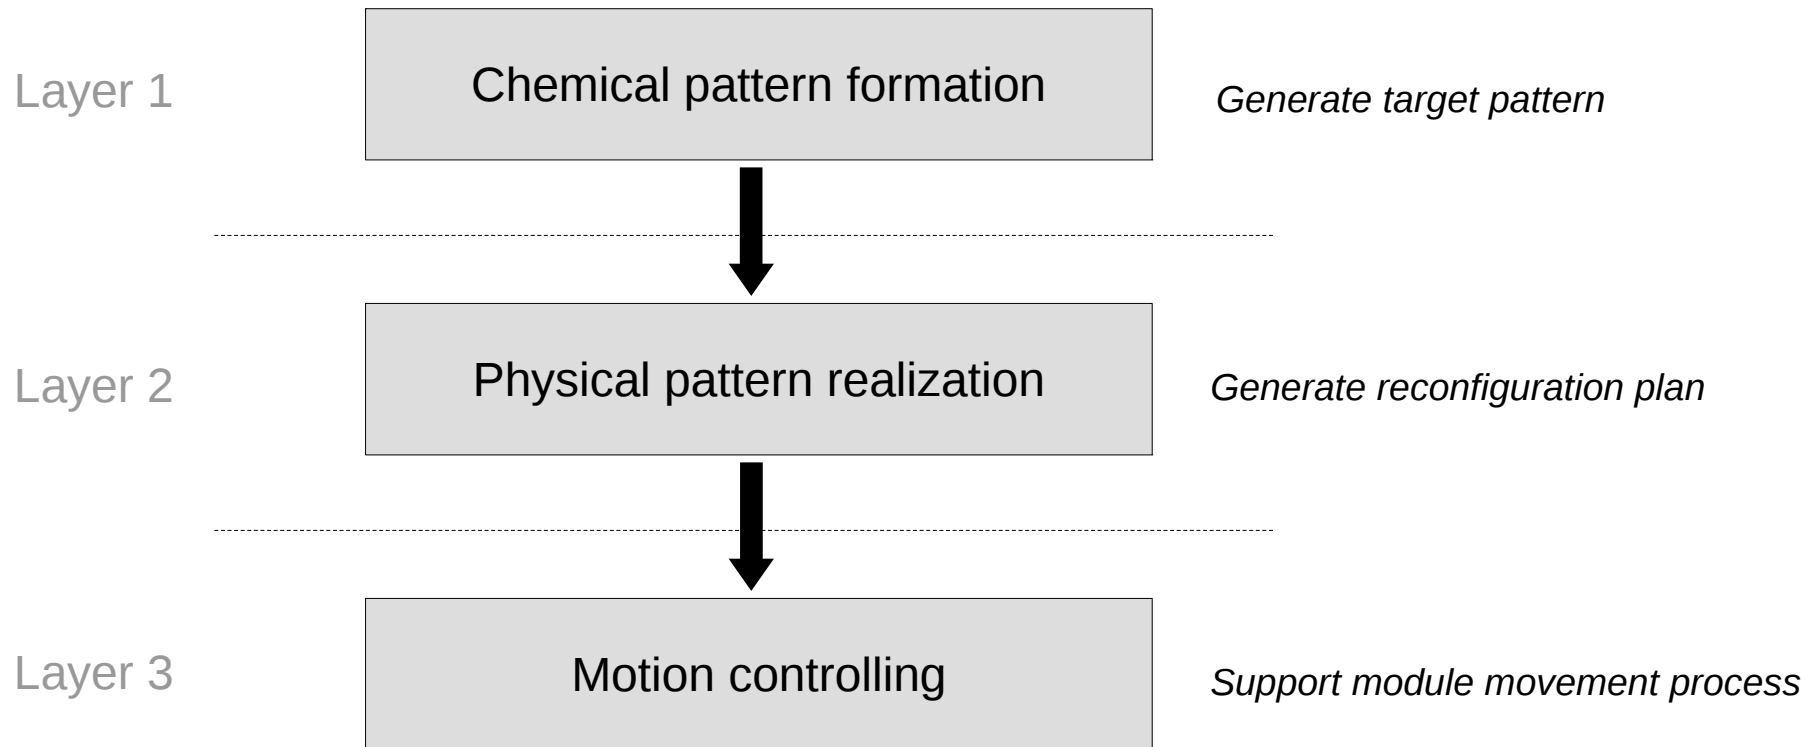 Layer 1
Chemical pattern formation
Generate target pattern
Layer 2
Physical pattern realization
Generate reconfiguration plan
Layer 3
Motion controlling
Support module movement process